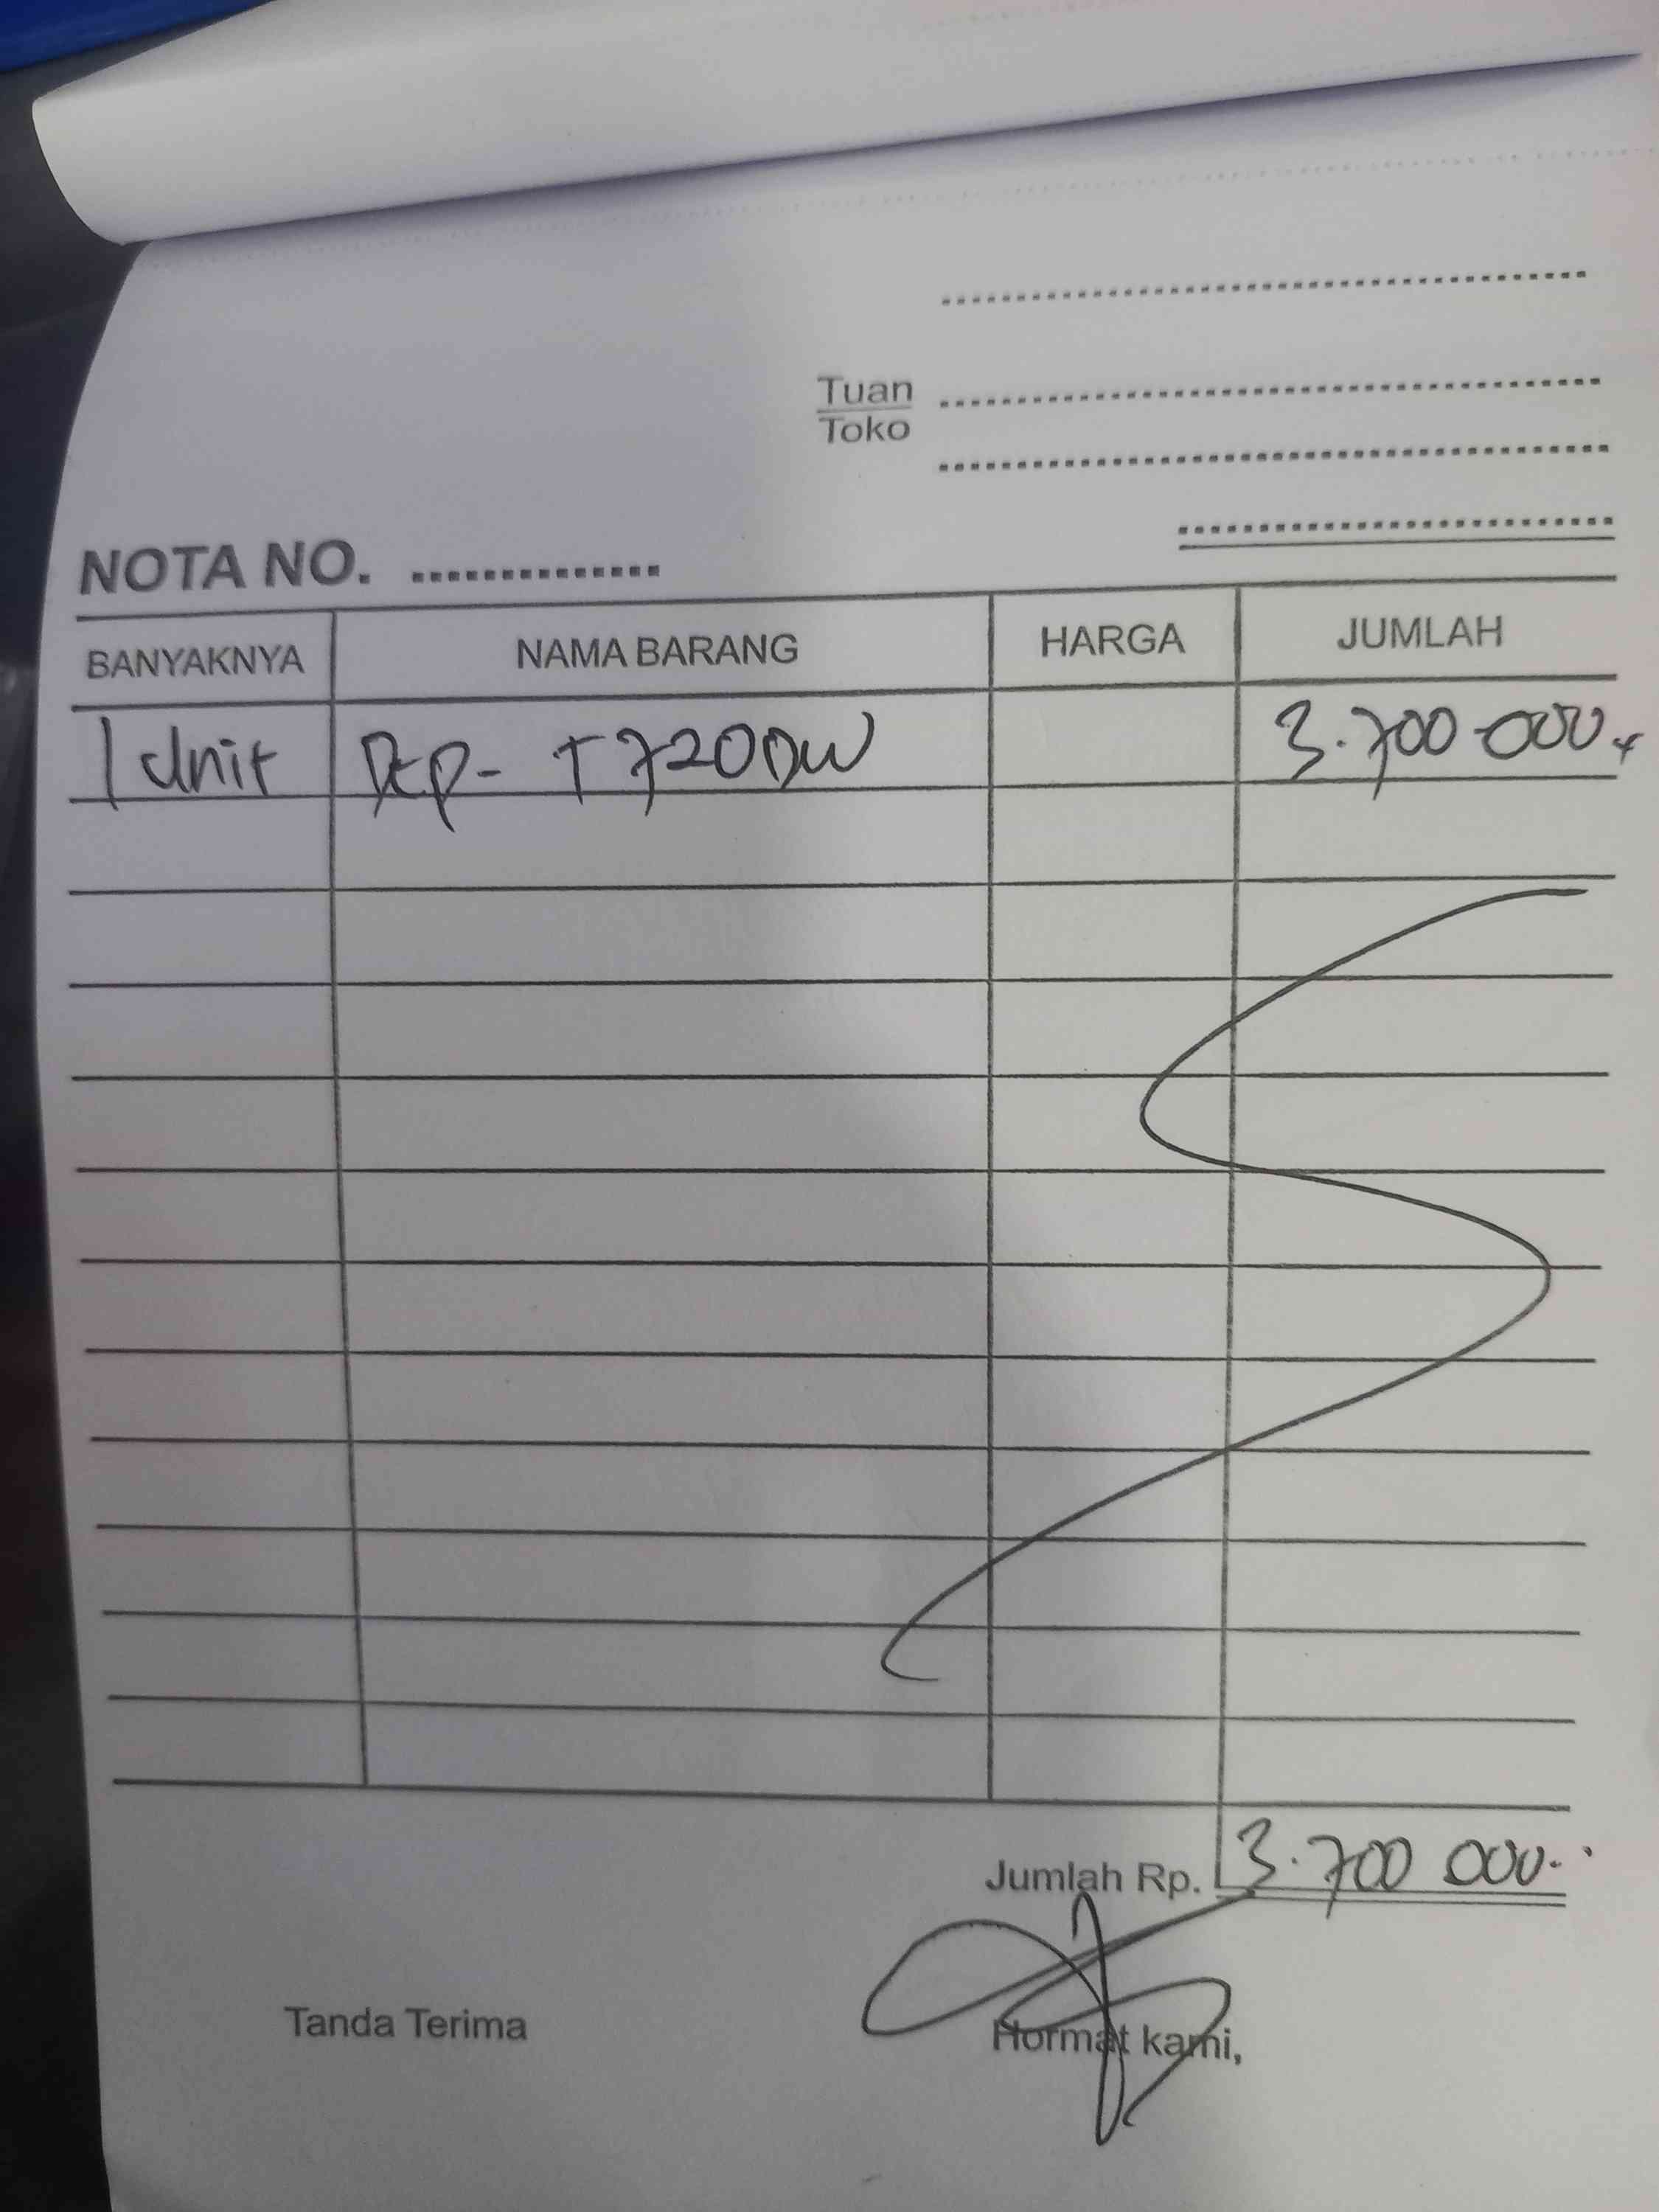 Tuan
Toko
NOTA NO. ..............
BANYAKNYA NAMA BARANG HARGA JUMLAH
1 Unit DCP- T720DW 3.700.000
Jumlah Rp. 3.700 000
Tanda Terima Hormat kami,